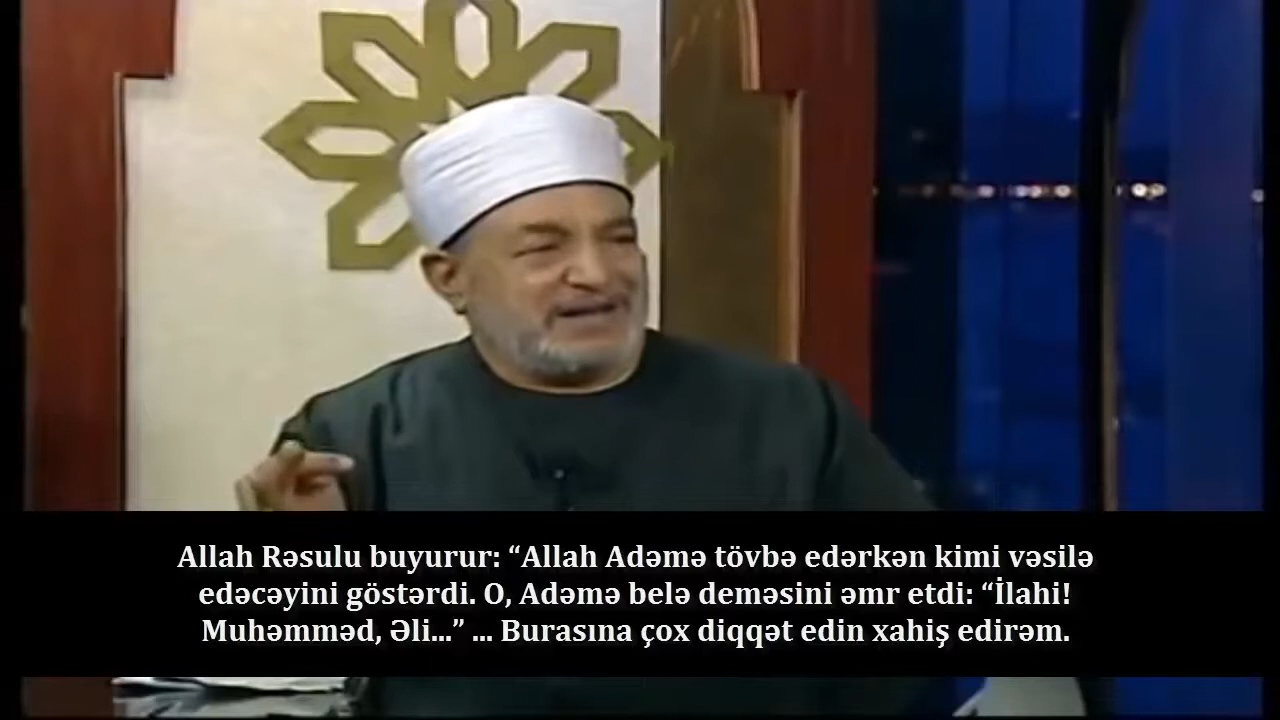 Allah Rəsulu buyurur: “Allah Adəmə tövbə edərkən kimi vəsilə
edəcəyini göstərdi. O, Adəmə belə deməsini əmr etdi: “İlahi!
Muhəmməd, Əli...” ... Burasına çox diqqət edin xahiş edirəm.